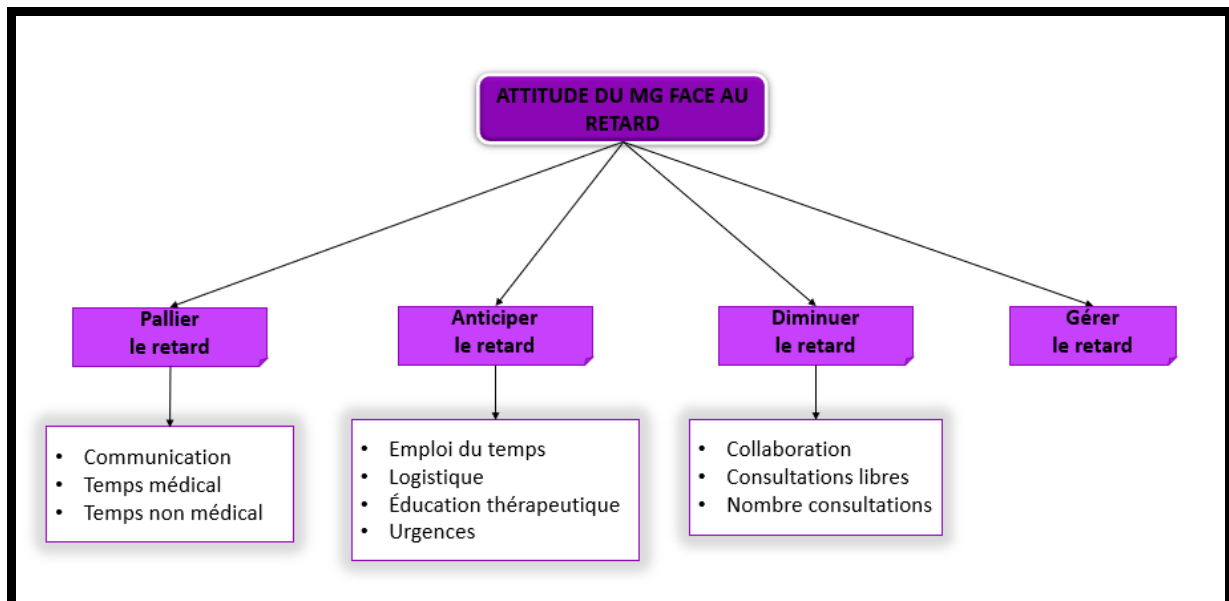 ATTITUDE DU MG FACE AU
RETARD
Pallier
le retard
Anticiper
le retard
Diminuer
le retard
Gérer
le retard
• Communication
• Temps médical
• Temps non médical
• Emploi du temps
• Logistique
• Éducation thérapeutique
• Urgences
• Collaboration
• Consultations libres
• Nombre consultations